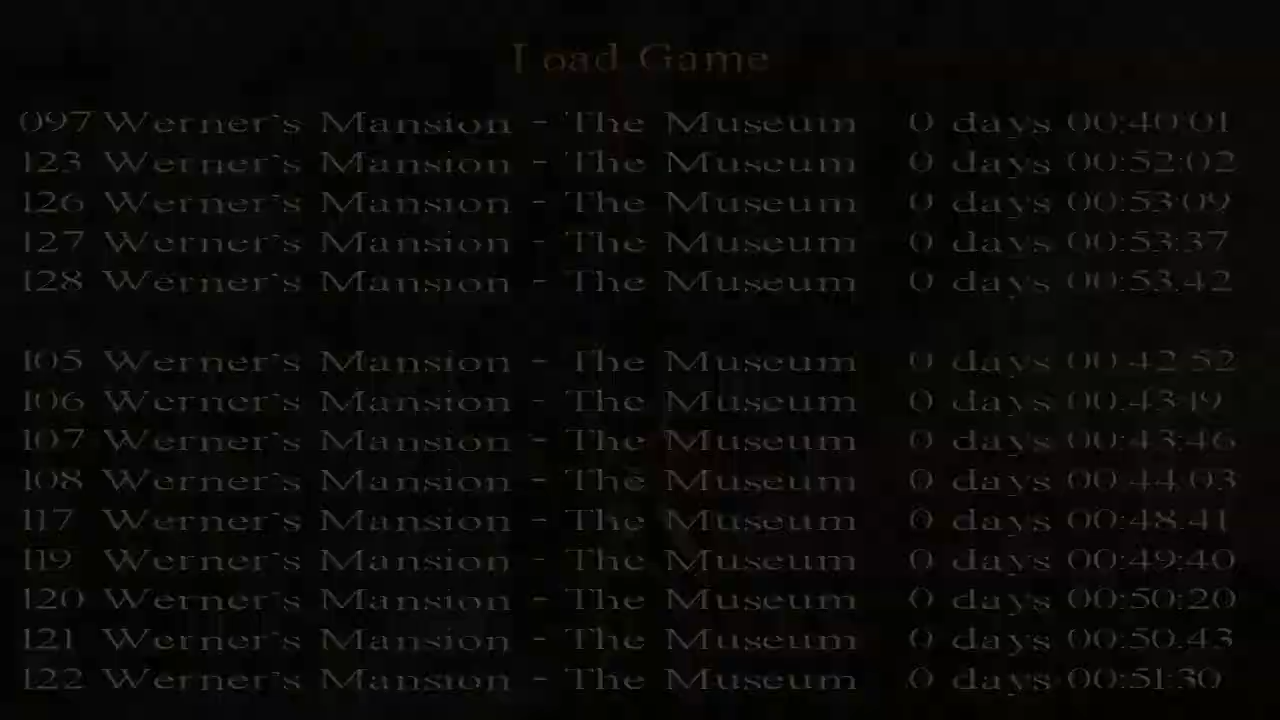 Load Game
097 Werner's Mansion - The Museum 0 days 00:40:01
123 Werner's Mansion - The Museum 0 days 00:52:02
126 Werner's Mansion - The Museum 0 days 00:53:09
127 Werner's Mansion - The Museum 0 days 00:53:37
128 Werner's Mansion - The Museum 0 days 00:53:42
105 Werner's Mansion - The Museum 0 days 00:42:52
106 Werner's Mansion - The Museum 0 days 00:43:19
107 Werner's Mansion - The Museum 0 days 00:43:46
108 Werner's Mansion - The Museum 0 days 00:44:03
117 Werner's Mansion - The Museum 0 days 00:48:41
119 Werner's Mansion - The Museum 0 days 00:49:40
120 Werner's Mansion - The Museum 0 days 00:50:20
121 Werner's Mansion - The Museum 0 days 00:50:43
122 Werner's Mansion - The Museum 0 days 00:51:30